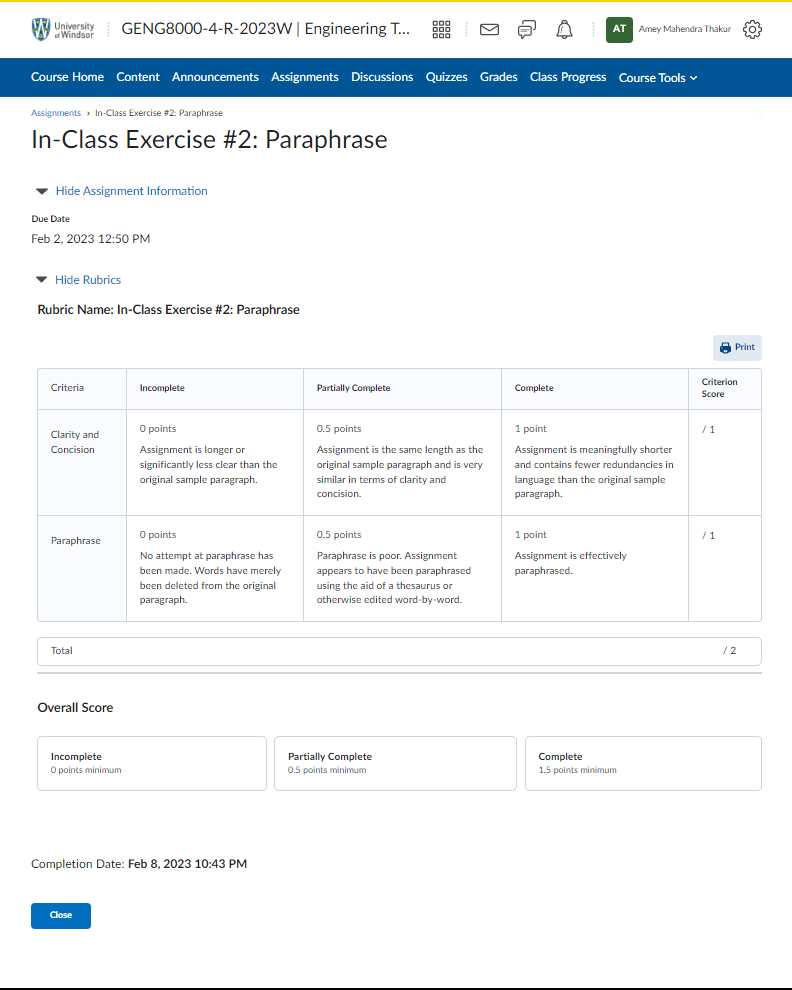 University
of Windsor
GENG8000-4-R-2023W | Engineering T...
AT
Amey Mahendra Thakur
Course Home Content Announcements Assignments Discussions Quizzes Grades Class Progress Course Tools
Assignments › In-Class Exercise #2: Paraphrase
In-Class Exercise #2: Paraphrase
Hide Assignment Information
Due Date
Feb 2, 2023 12:50 PM
Hide Rubrics
Rubric Name: In-Class Exercise #2: Paraphrase
Print
Criteria
Incomplete
Partially Complete
Complete
Criterion
Score
Clarity and
Concision
0 points
Assignment is longer or
significantly less clear than the
original sample paragraph.
0.5 points
Assignment is the same length as the
original sample paragraph and is very
similar in terms of clarity and
concision.
1 point
Assignment is meaningfully shorter
and contains fewer redundancies in
language than the original sample
paragraph.
/ 1
Paraphrase
0 points
No attempt at paraphrase has
been made. Words have merely
been deleted from the original
paragraph.
0.5 points
Paraphrase is poor. Assignment
appears to have been paraphrased
using the aid of a thesaurus or
otherwise edited word-by-word.
1 point
Assignment is effectively
paraphrased.
/ 1
Total
/ 2
Overall Score
Incomplete
0 points minimum
Partially Complete
0.5 points minimum
Complete
1.5 points minimum
Completion Date: Feb 8, 2023 10:43 PM
Close